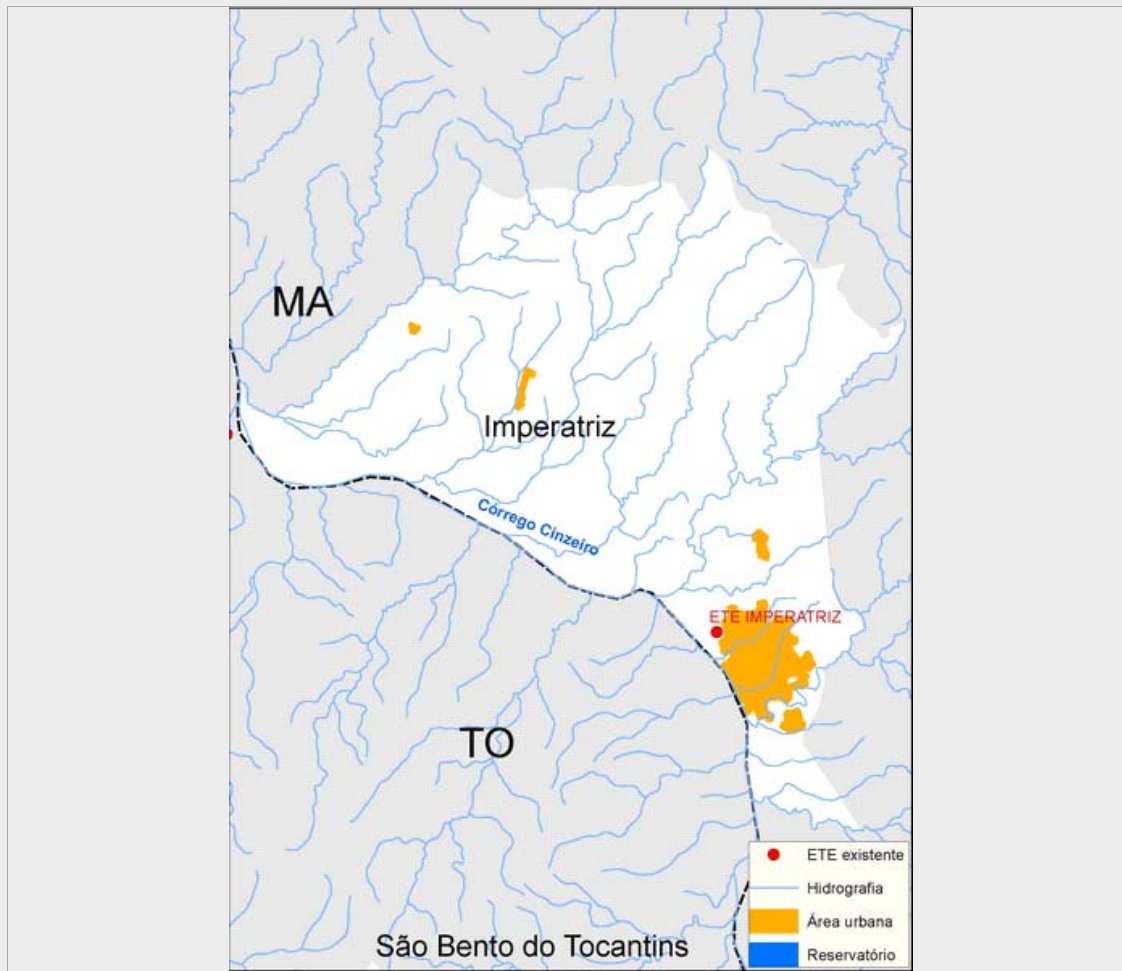 MA
Imperatriz
Córrego Cinzeiro
ETE IMPERATRIZ
TO
São Bento do Tocantins
ETE existente
Hidrografia
Área urbana
Reservatório